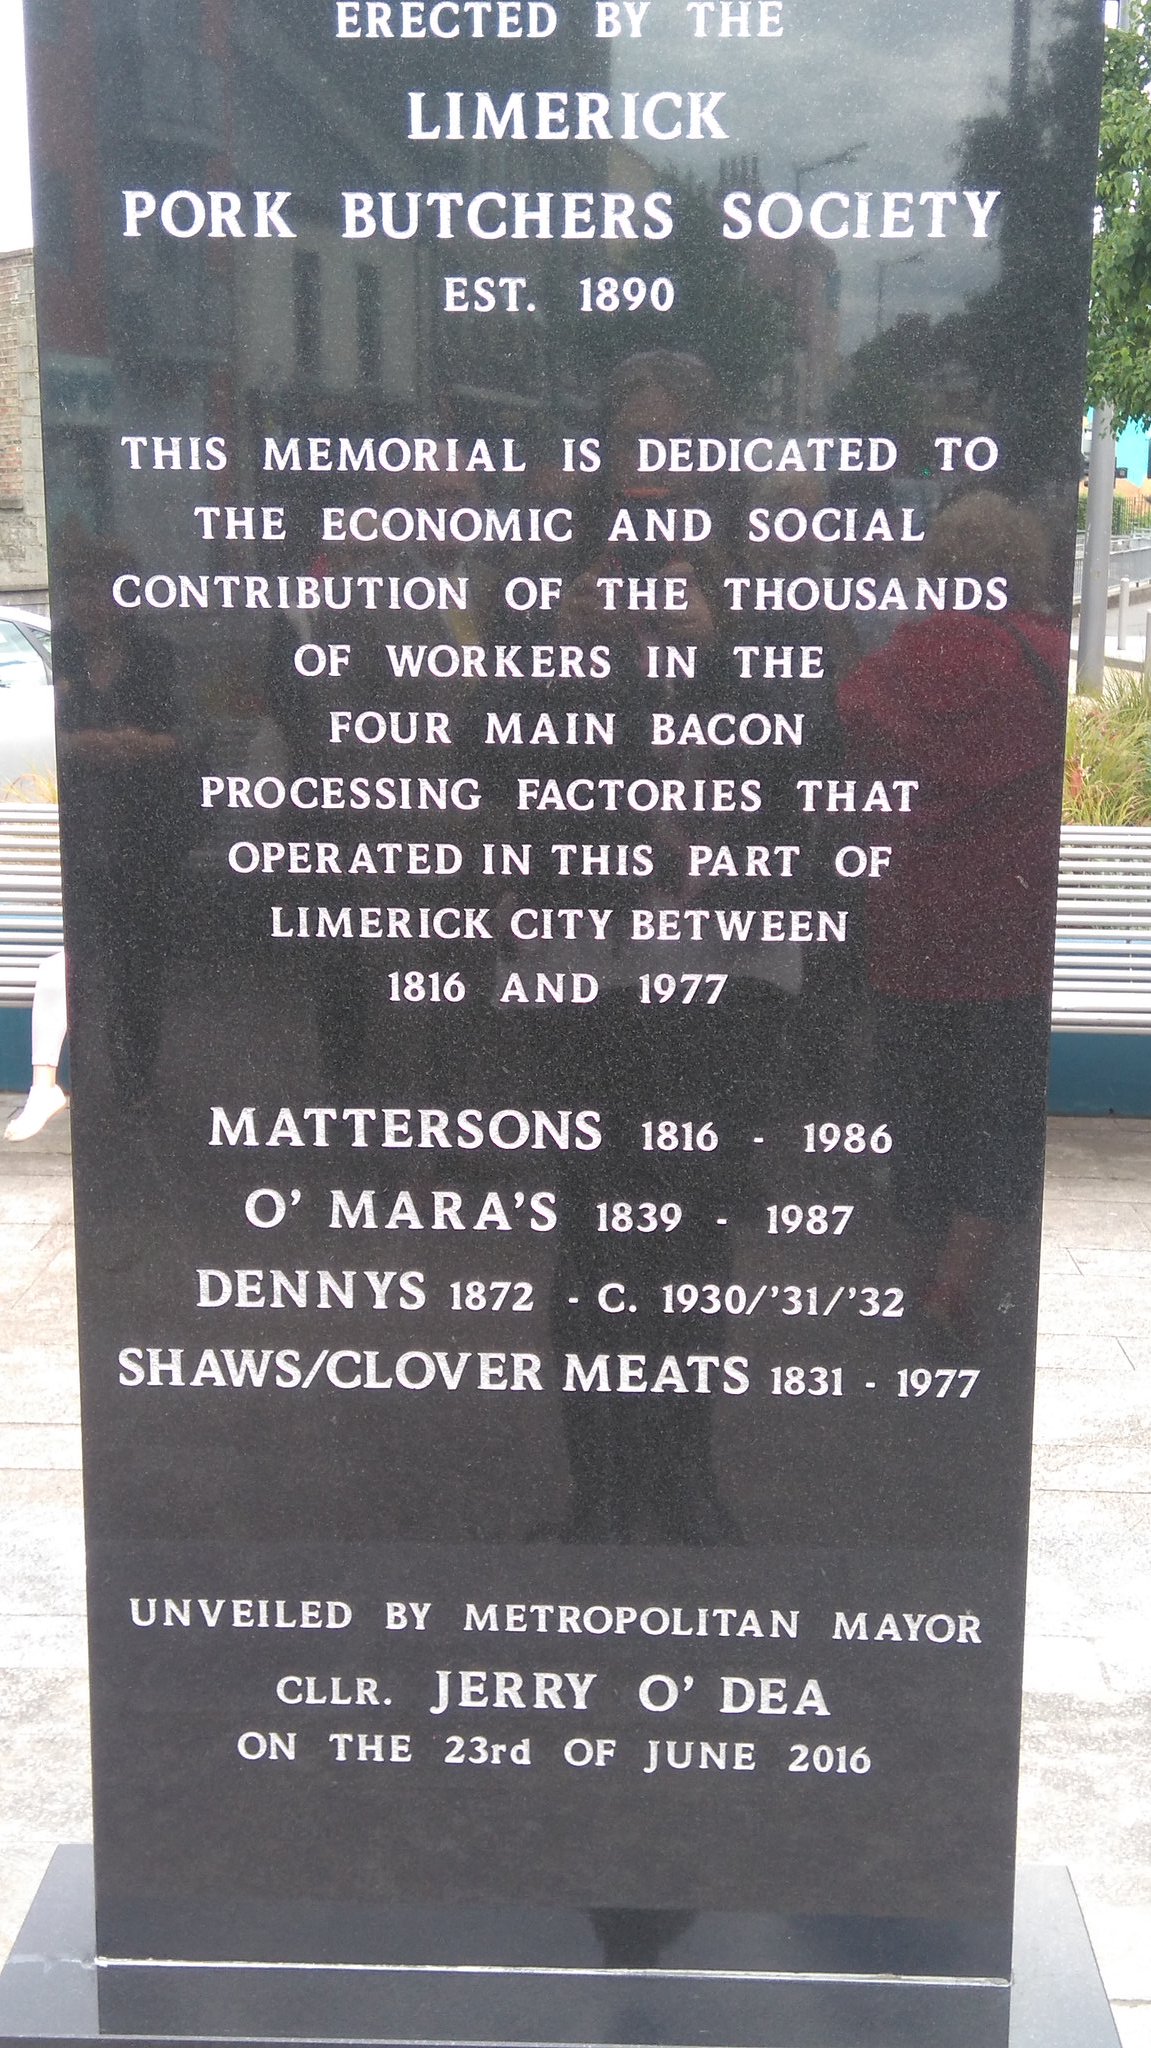 ERECTED BY THE
LIMERICK
PORK BUTCHERS SOCIETY
EST. 1890
THIS MEMORIAL IS DEDICATED TO
THE ECONOMIC AND SOCIAL
CONTRIBUTION OF THE THOUSANDS
OF WORKERS IN THE
FOUR MAIN BACON
PROCESSING FACTORIES THAT
OPERATED IN THIS PART OF
LIMERICK CITY BETWEEN
1816 AND 1977
MATTERSONS 1816 - 1986
O' MARA'S 1839 - 1987
DENNYS 1872 - C. 1930/'31/'32
SHAWS/CLOVER MEATS 1831 - 1977
UNVEILED BY METROPOLITAN MAYOR
CLLR. JERRY O' DEA
ON THE 23rd OF JUNE 2016